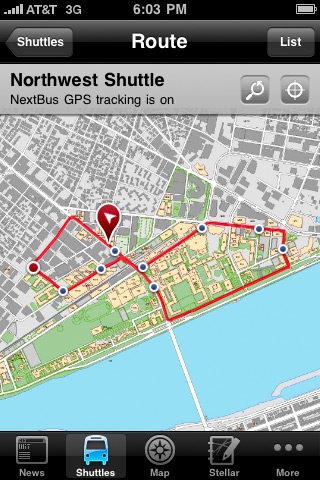 AT&T 3G 6:03 PM
Shuttles Route List
Northwest Shuttle
NextBus GPS tracking is on
News Shuttles Map Stellar More